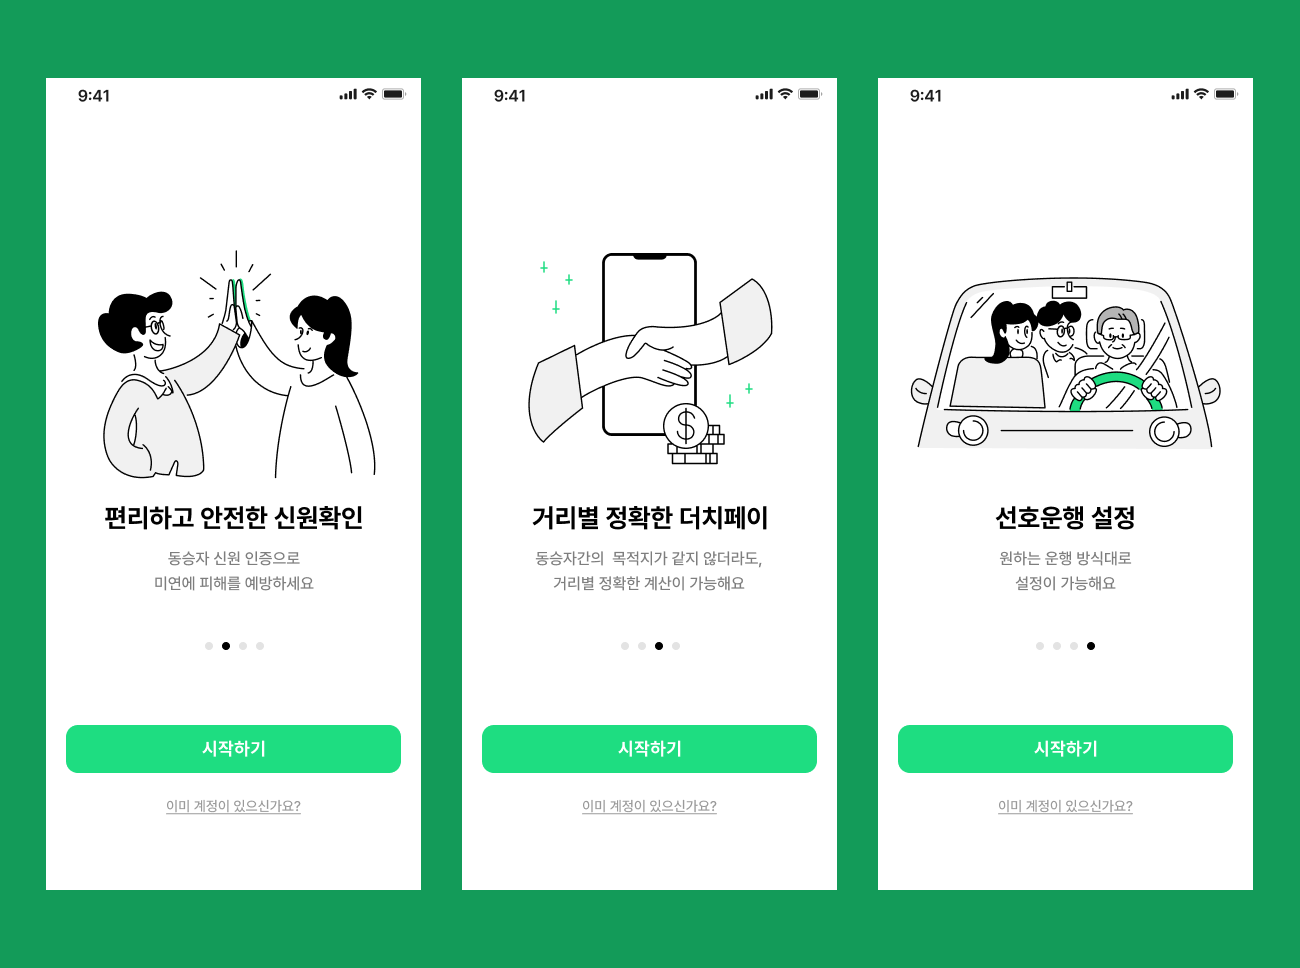 9:41
편리하고 안전한 신원확인
동승자 신원 인증으로
미연에 피해를 예방하세요
시작하기
이미 계정이 있으신가요?
9:41
$
거리별 정확한 더치페이
동승자간의  목적지가 같지 않더라도,
거리별 정확한 계산이 가능해요
시작하기
이미 계정이 있으신가요?
9:41
선호운행 설정
원하는 운행 방식대로
설정이 가능해요
시작하기
이미 계정이 있으신가요?